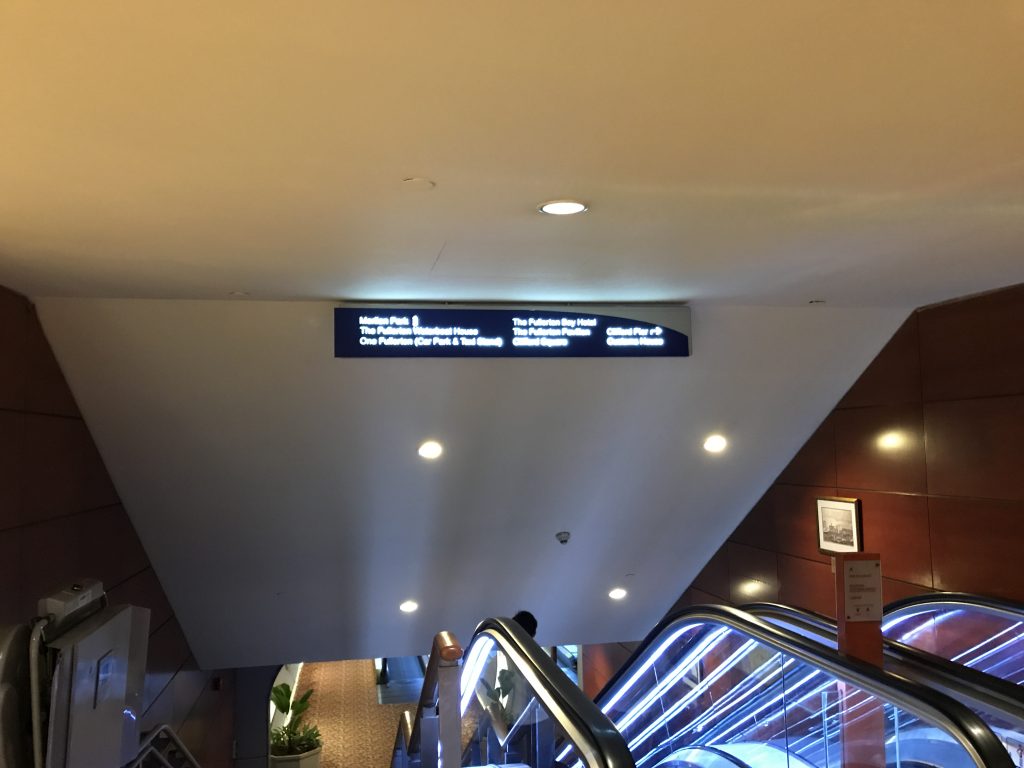 Merlion Park
The Fullerton Waterboat House
One Fullerton (Car Park & Taxi Stand)
The Fullerton Bay Hotel
The Fullerton Pavilion
Clifford Square
Clifford Pier
Customs House